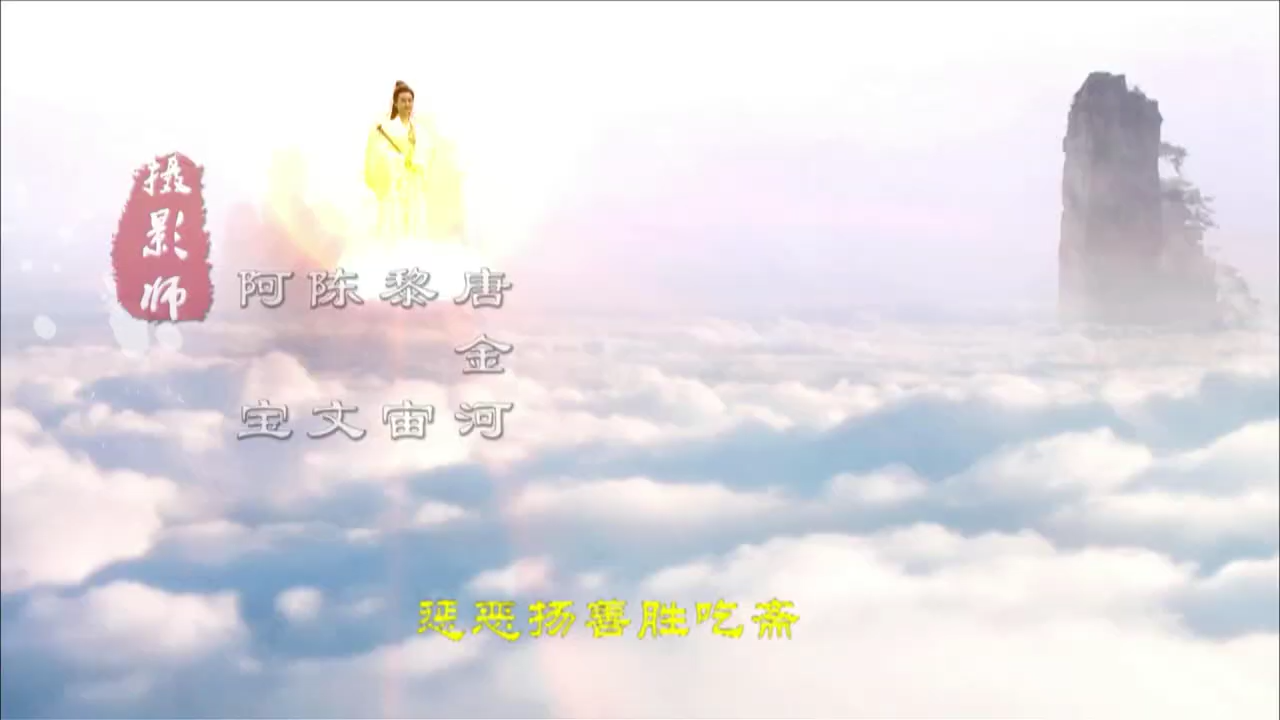 摄影师
唐金河
黎宙
陈文
阿宝
惩恶扬善胜吃斋